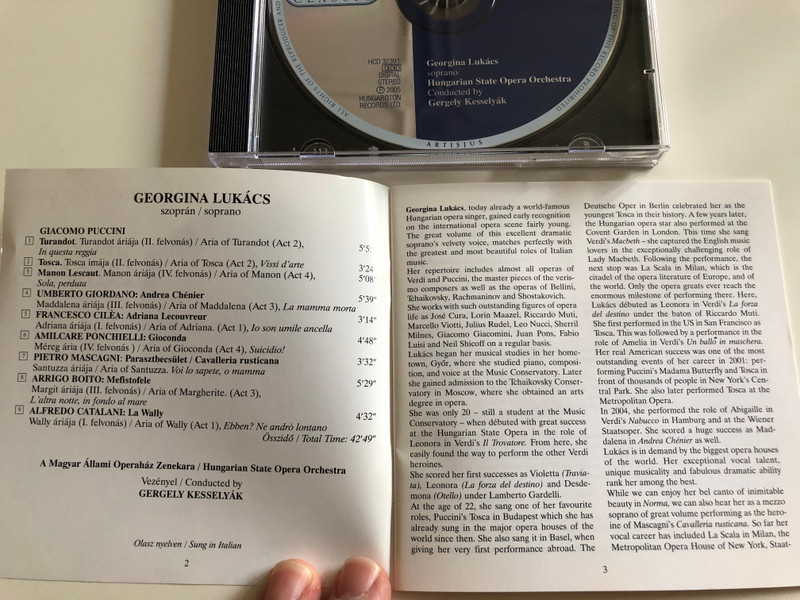 CLASSIC
HCD 32391
DDD
DIGITAL
STEREO
Ⓟ 2005
HUNGAROTON
RECORDS LTD
Georgina Lukács
soprano
Hungarian State Opera Orchestra
Conducted by
Gergely Kesselyák
ALL RIGHTS OF THE PRODUCER AND
OF THIS RECORD PROHIBITED
ARTISJUS
GEORGINA LUKÁCS
szoprán / soprano
GIACOMO PUCCINI
1 Turandot. Turandot áriája (II. felvonás) / Aria of Turandot (Act 2),
In questa reggia 5'5
2 Tosca. Tosca imája (II. felvonás) / Aria of Tosca (Act 2), Vissi d'arte 3'24
3 Manon Lescaut. Manon áriája (IV. felvonás) / Aria of Manon (Act 4),
Sola, perduta 5'08"
4 UMBERTO GIORDANO: Andrea Chénier
Maddalena áriája (III. felvonás) / Aria of Maddalena (Act 3), La mamma morta 5'39"
5 FRANCESCO CILÈA: Adriana Lecouvreur
Adriana áriája (I. felvonás) / Aria of Adriana. (Act 1), Io son umile ancella 3'14"
6 AMILCARE PONCHIELLI: Gioconda
Méreg ária (IV. felvonás ) / Aria of Gioconda (Act 4), Suicidio! 4'48"
7 PIETRO MASCAGNI: Parasztbecsület / Cavalleria rusticana
Santuzza áriája / Aria of Santuzza. Voi lo sapete, o mamma 3'32"
8 ARRIGO BOITO: Mefistofele
Margit áriája (III. felvonás) / Aria of Margherite. (Act 3),
L'altra notte, in fondo al mare 5'29"
9 ALFREDO CATALANI: La Wally
Wally áriája (I. felvonás) / Aria of Wally (Act 1), Ebben? Ne andrò lontano 4'32"
Összidő / Total Time: 42'49"
A Magyar Állami Operaház Zenekara / Hungarian State Opera Orchestra
Vezényel / Conducted by
GERGELY KESSELYÁK
Olasz nyelven / Sung in Italian
2
Georgina Lukács, today already a world-famous
Hungarian opera singer, gained early recognition
on the international opera scene fairly young.
The great volume of this excellent dramatic
soprano's velvety voice, matches perfectly with
the greatest and most beautiful roles of Italian
music.
Her repertoire includes almost all operas of
Verdi and Puccini, the master pieces of the veris-
mo composers as well as the operas of Bellini,
Tchaikovsky, Rachmaninov and Shostakovich.
She works with such outstanding figures of opera
life as José Cura, Lorin Maazel, Riccardo Muti,
Marcello Viotti, Julius Rudel, Leo Nucci, Sherril
Milnes, Giacomo Giacomini, Juan Pons, Fabio
Luisi and Neil Shicoff on a regular basis.
Lukács began her musical studies in her home-
town, Győr, where she studied piano, composi-
tion, and voice at the Music Conservatory. Later
she gained admission to the Tchaikovsky Conser-
vatory in Moscow, where she obtained an arts
degree in opera.
She was only 20 – still a student at the Music
Conservatory – when débuted with great success
at the Hungarian State Opera in the role of
Leonora in Verdi's Il Trovatore. From here, she
easily found the way to perform the other Verdi
heroines.
She scored her first successes as Violetta (Travia-
ta), Leonora (La forza del destino) and Desde-
mona (Otello) under Lamberto Gardelli.
At the age of 22, she sang one of her favourite
roles, Puccini's Tosca in Budapest which she has
already sung in the major opera houses of the
world since then. She also sang it in Basel, when
giving her very first performance abroad. The
Deutsche Oper in Berlin celebrated her as the
youngest Tosca in their history. A few years later,
the Hungarian opera star also performed at the
Covent Garden in London. This time she sang
Verdi's Macbeth – she captured the English music
lovers in the exceptionally challenging role of
Lady Macbeth. Following the performance, the
next stop was La Scala in Milan, which is the
citadel of the opera literature of Europe, and of
the world. Only the opera greats ever reach the
enormous milestone of performing there. Here,
Lukács débuted as Leonora in Verdi's La forza
del destino under the baton of Riccardo Muti.
She first performed in the US in San Francisco as
Tosca. This was followed by a performance in the
role of Amelia in Verdi's Un ballo in maschera.
Her real American success was one of the most
outstanding events of her career in 2001: per-
forming Puccini's Madama Butterfly and Tosca in
front of thousands of people in New York's Cen-
tral Park. She also later performed Tosca at the
Metropolitan Opera.
In 2004, she performed the role of Abigaille in
Verdi's Nabucco in Hamburg and at the Wiener
Staatsoper. She scored a huge success as Mad-
dalena in Andrea Chénier as well.
Lukács is in demand by the biggest opera houses
of the world. Her exceptional vocal talent,
unique musicality and fabulous dramatic ability
rank her among the best.
While we can enjoy her bel canto of inimitable
beauty in Norma, we can also hear her as a mezzo
soprano of great volume performing as the hero-
ine of Mascagni's Cavalleria rusticana. So far her
vocal career has included La Scala in Milan, the
Metropolitan Opera House of New York, Staat-
3